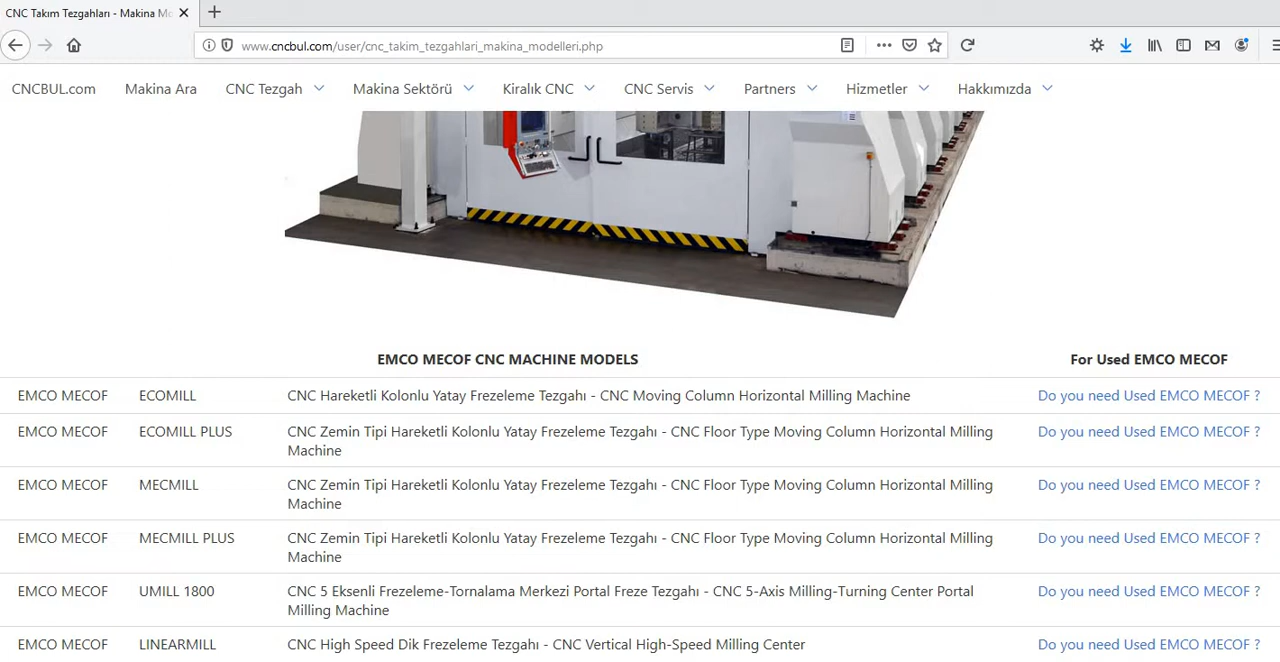 CNC Takım Tezgahları - Makina Mo
www.cncbul.com/user/cnc_takim_tezgahlari_makina_modelleri.php
CNCBUL.com Makina Ara CNC Tezgah Makina Sektörü Kiralık CNC CNC Servis Partners Hizmetler Hakkımızda
EMCO MECOF CNC MACHINE MODELS For Used EMCO MECOF
EMCO MECOF ECOMILL CNC Hareketli Kolonlu Yatay Frezeleme Tezgahı - CNC Moving Column Horizontal Milling Machine Do you need Used EMCO MECOF ?
EMCO MECOF ECOMILL PLUS CNC Zemin Tipi Hareketli Kolonlu Yatay Frezeleme Tezgahı - CNC Floor Type Moving Column Horizontal Milling Do you need Used EMCO MECOF ?
Machine
EMCO MECOF MECMILL CNC Zemin Tipi Hareketli Kolonlu Yatay Frezeleme Tezgahı - CNC Floor Type Moving Column Horizontal Milling Do you need Used EMCO MECOF ?
Machine
EMCO MECOF MECMILL PLUS CNC Zemin Tipi Hareketli Kolonlu Yatay Frezeleme Tezgahı - CNC Floor Type Moving Column Horizontal Milling Do you need Used EMCO MECOF ?
Machine
EMCO MECOF UMILL 1800 CNC 5 Eksenli Frezeleme-Tornalama Merkezi Portal Freze Tezgahı - CNC 5-Axis Milling-Turning Center Portal Do you need Used EMCO MECOF ?
Milling Machine
EMCO MECOF LINEARMILL CNC High Speed Dik Frezeleme Tezgahı - CNC Vertical High-Speed Milling Center Do you need Used EMCO MECOF ?